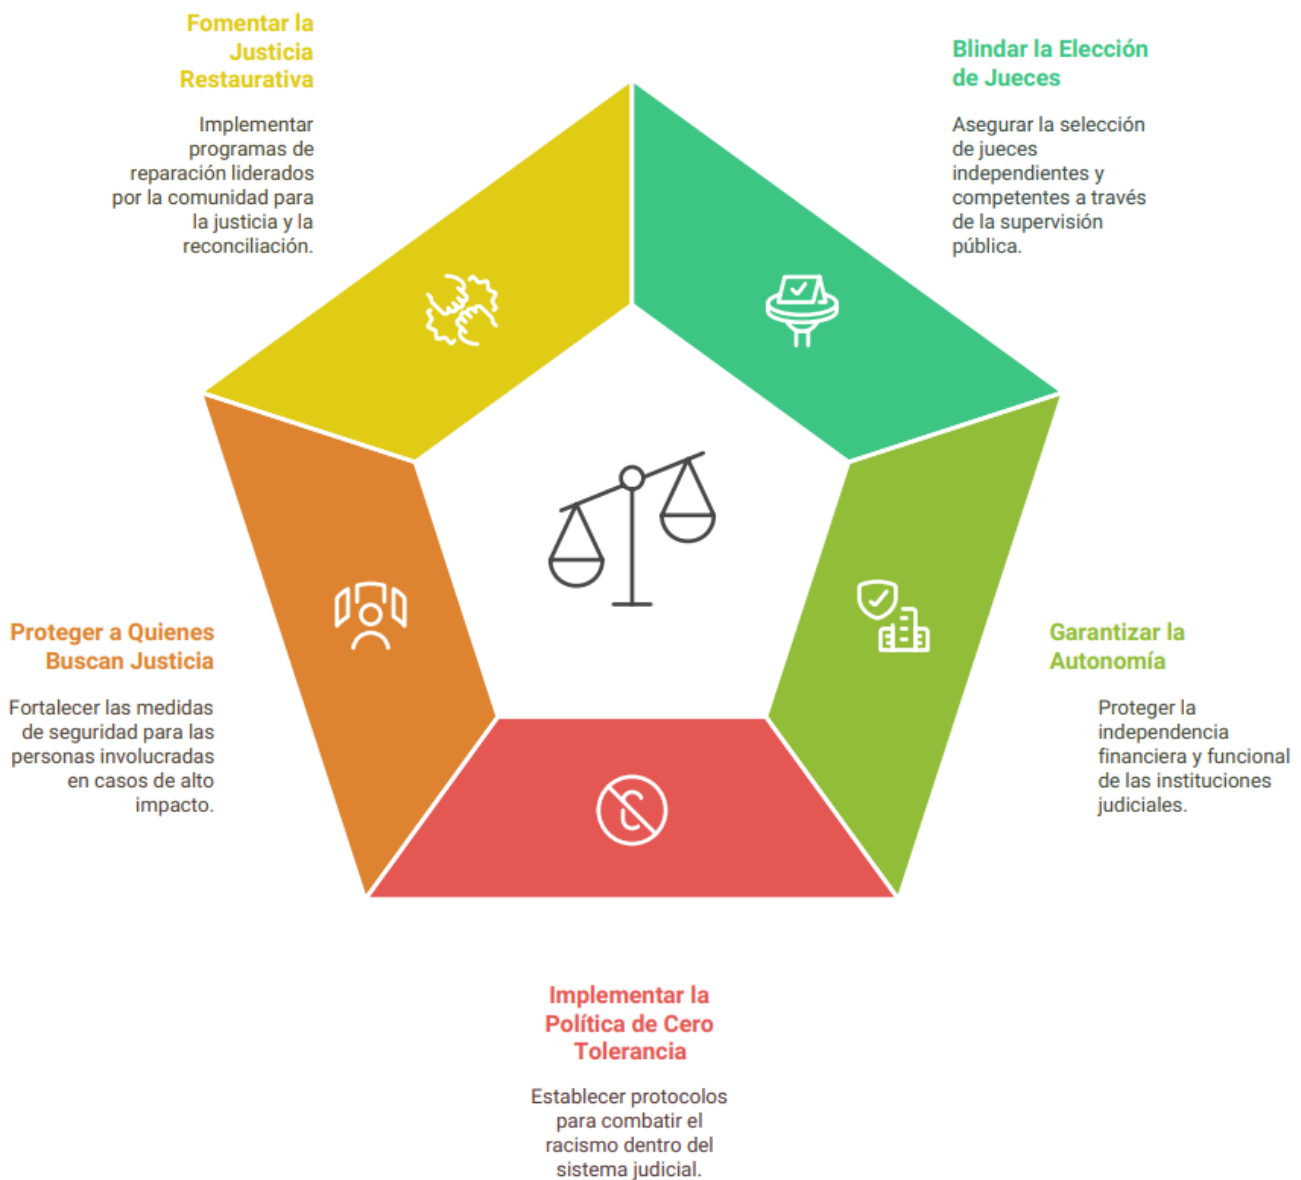 Fomentar la
Justicia
Restaurativa
Implementar
programas de
reparación liderados
por la comunidad para
la justicia y la
reconciliación.
Blindar la Elección
de Jueces
Asegurar la selección
de jueces
independientes y
competentes a través
de la supervisión
pública.
Proteger a Quienes
Buscan Justicia
Fortalecer las medidas
de seguridad para las
personas involucradas
en casos de alto
impacto.
Garantizar la
Autonomía
Proteger la
independencia
financiera y funcional
de las instituciones
judiciales.
Implementar la
Política de Cero
Tolerancia
Establecer protocolos
para combatir el
racismo dentro del
sistema judicial.